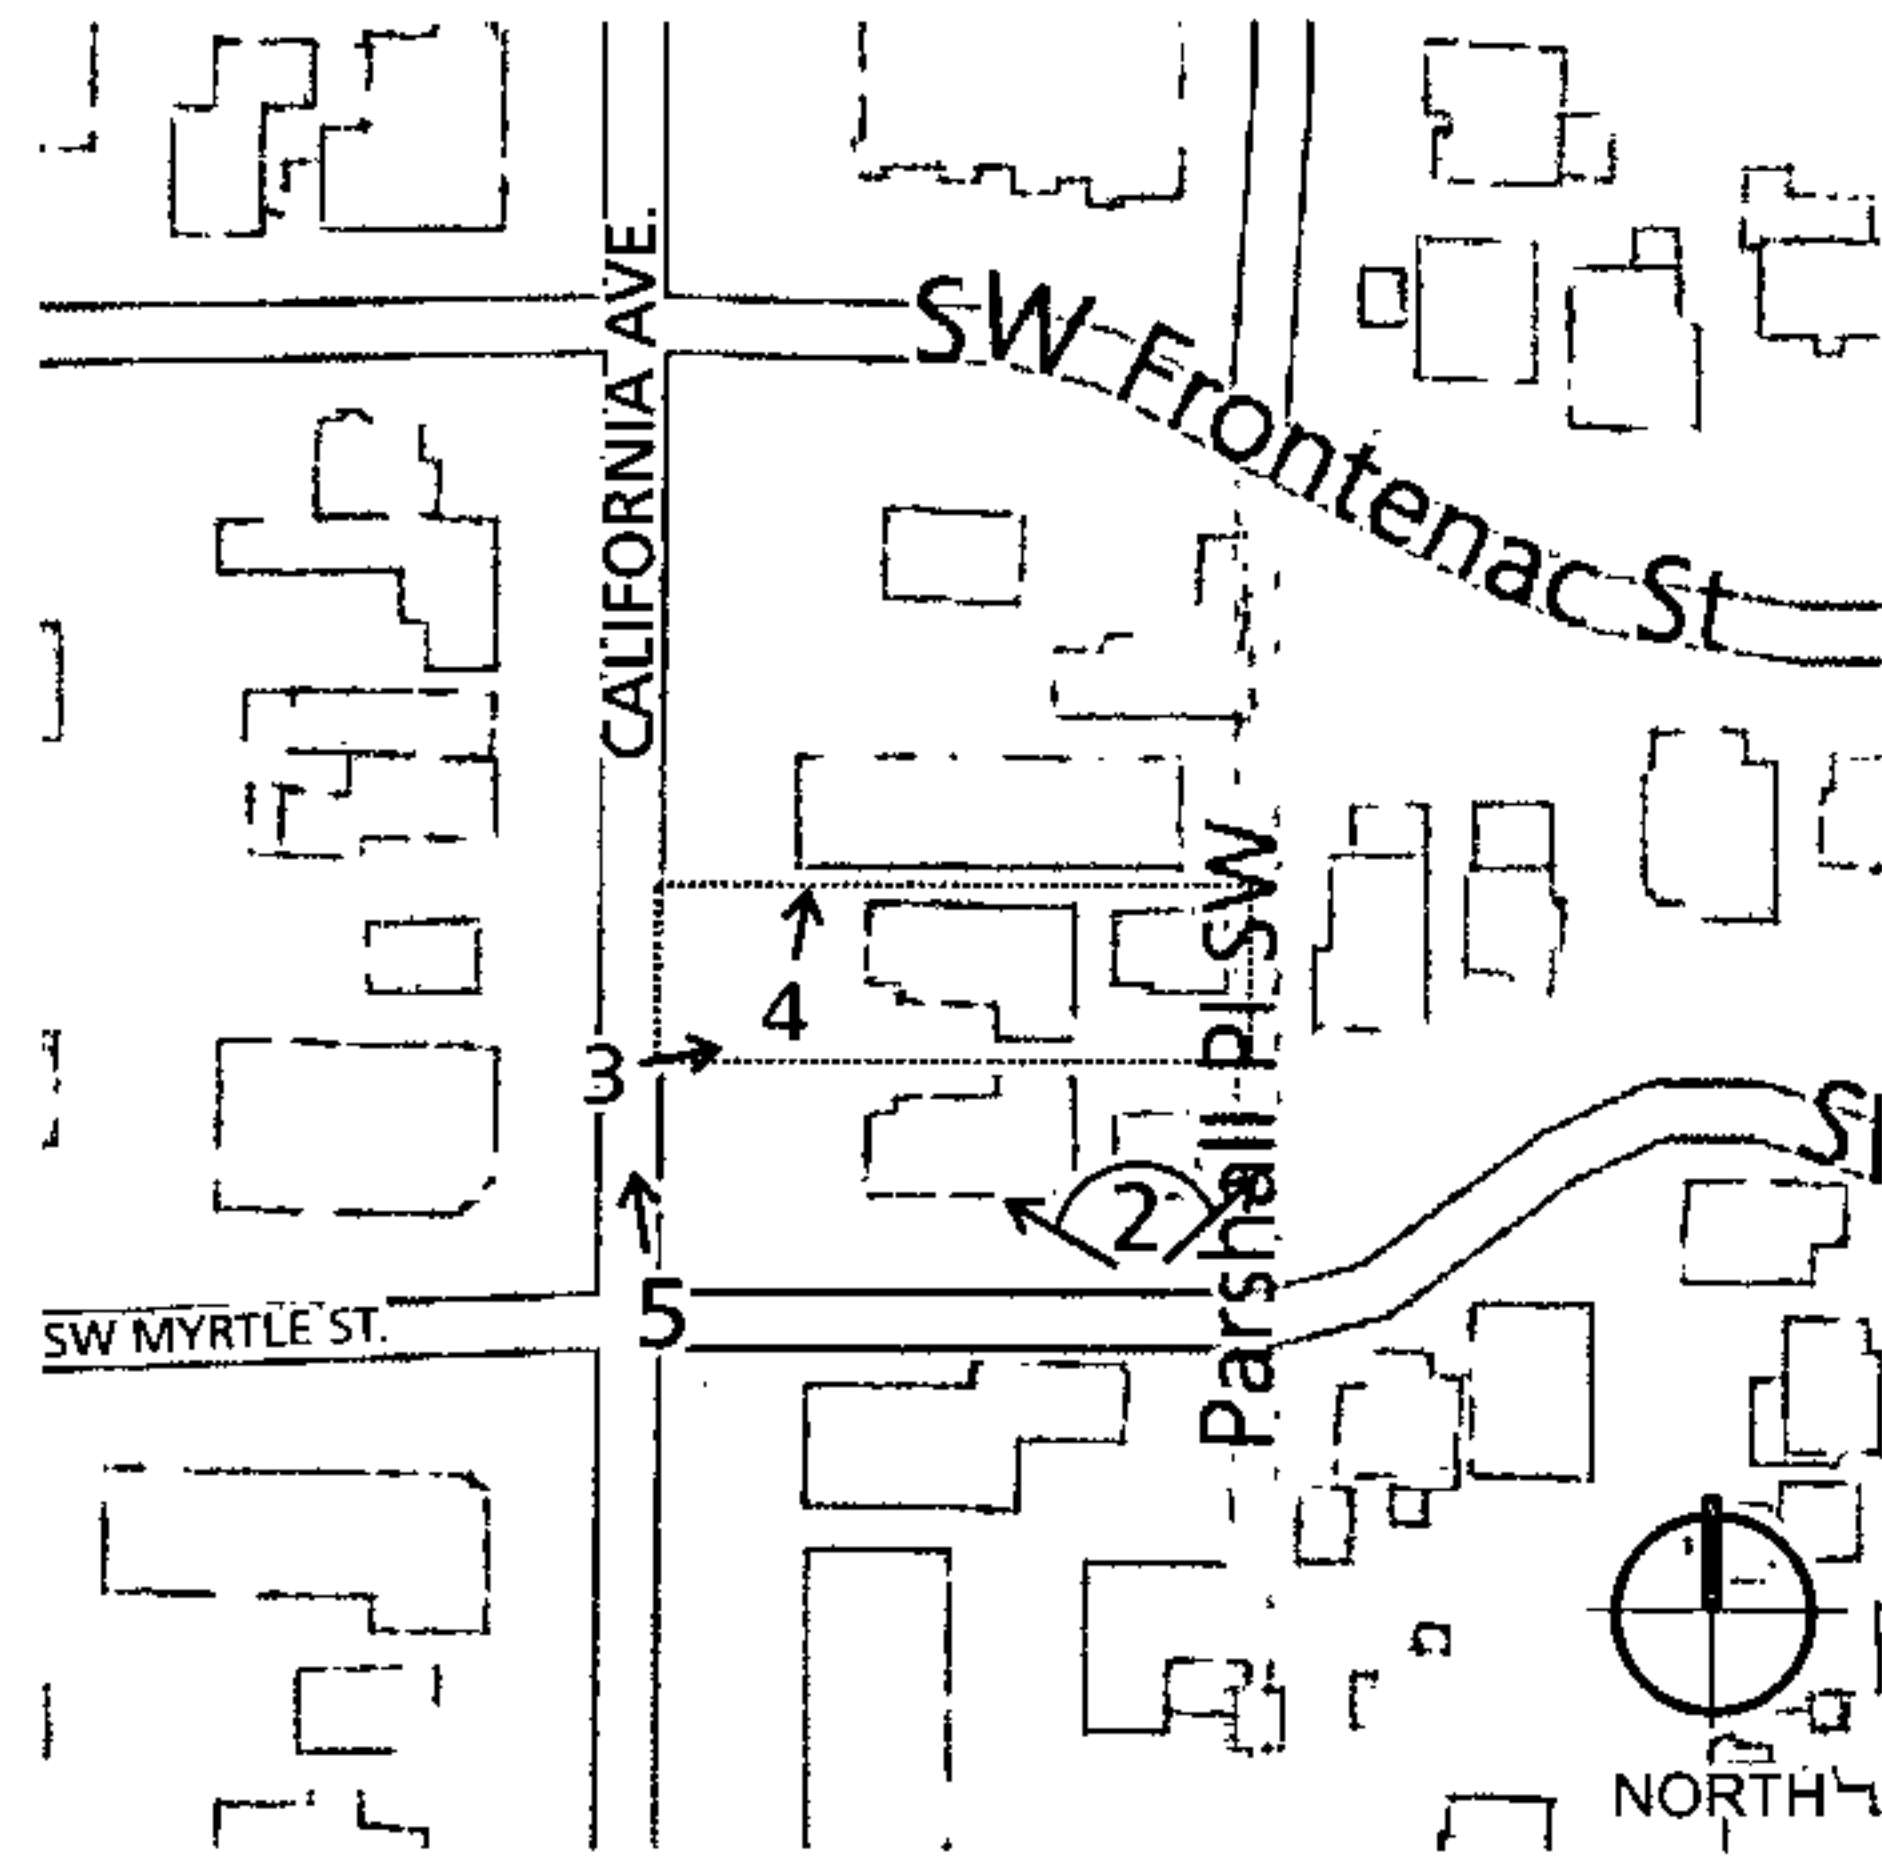 CALIFORNIA AVE.
SW Frontenac St
Parshall Pl SW
4
3
2
5
SW MYRTLE ST.
NORTH